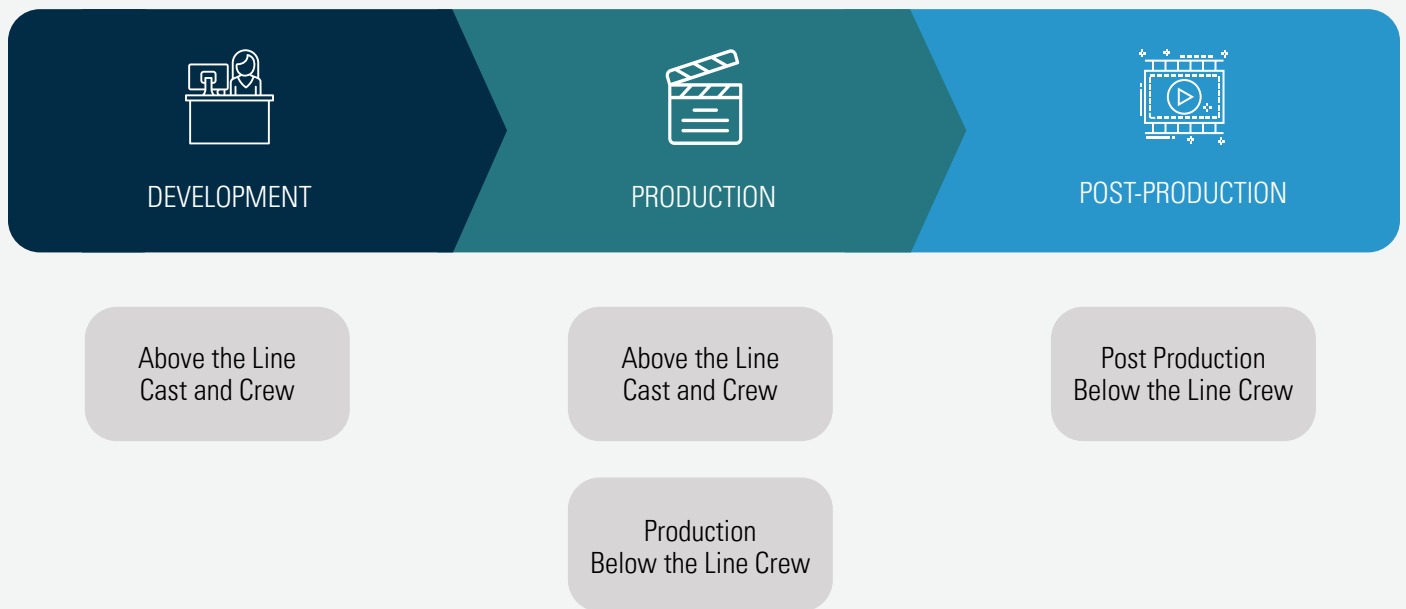 DEVELOPMENT
PRODUCTION
POST-PRODUCTION
Above the Line
Cast and Crew
Above the Line
Cast and Crew
Post Production
Below the Line Crew
Production
Below the Line Crew